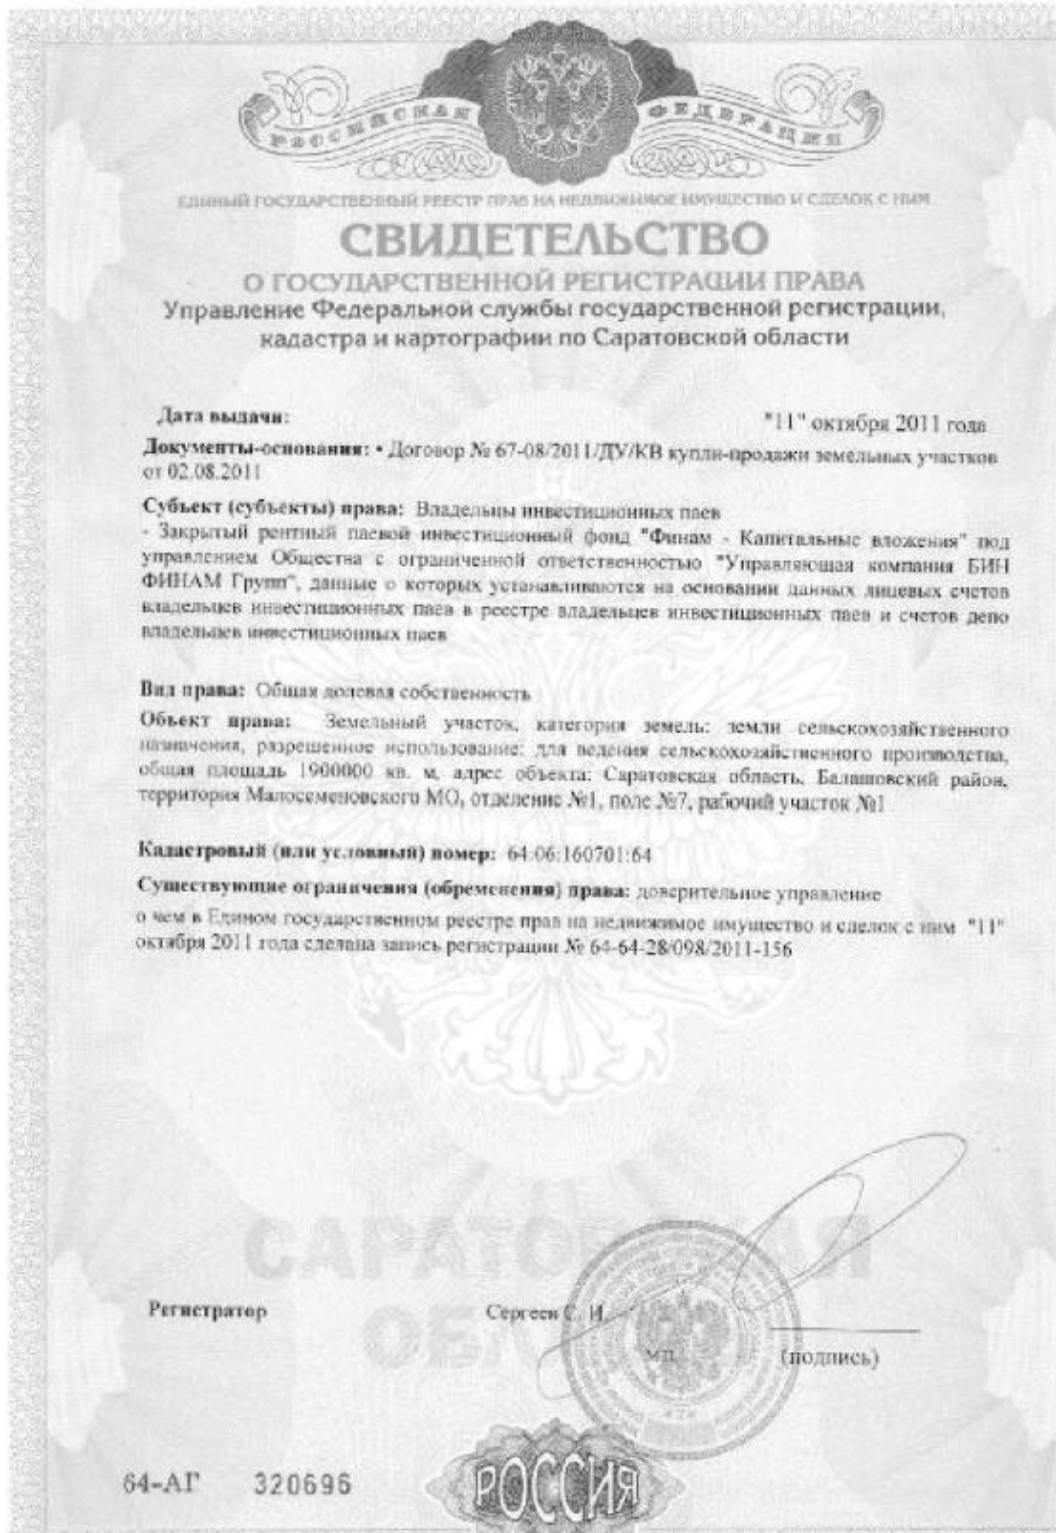 РОССИЙСКАЯ ФЕДЕРАЦИЯ
ЕДИНЫЙ ГОСУДАРСТВЕННЫЙ РЕЕСТР ПРАВ НА НЕДВИЖИМОЕ ИМУЩЕСТВО И СДЕЛОК С НИМ
СВИДЕТЕЛЬСТВО
О ГОСУДАРСТВЕННОЙ РЕГИСТРАЦИИ ПРАВА
Управление Федеральной службы государственной регистрации,
кадастра и картографии по Саратовской области
Дата выдачи: "11" октября 2011 года
Документы-основания: • Договор № 67-08/2011/ДУ/КВ купли-продажи земельных участков
от 02.08.2011
Субъект (субъекты) права: Владельцы инвестиционных паев
- Закрытый рентный паевой инвестиционный фонд "Финам - Капитальные вложения" под
управлением Общества с ограниченной ответственностью "Управляющая компания БИН
ФИНАМ Групп", данные о которых устанавливаются на основании данных лицевых счетов
владельцев инвестиционных паев в реестре владельцев инвестиционных паев и счетов депо
владельцев инвестиционных паев
Вид права: Общая долевая собственность
Объект права: Земельный участок, категория земель: земли сельскохозяйственного
назначения, разрешенное использование: для ведения сельскохозяйственного производства,
общая площадь 1900000 кв. м, адрес объекта: Саратовская область, Балашовский район,
территория Малосеменовского МО, отделение №1, поле №7, рабочий участок №1
Кадастровый (или условный) номер: 64:06:160701:64
Существующие ограничения (обременения) права: доверительное управление
о чем в Едином государственном реестре прав на недвижимое имущество и сделок с ним "11"
октября 2011 года сделана запись регистрации № 64-64-28/098/2011-156
САРАТОВСКАЯ
Регистратор Сергеев С. И.
м.п. (подпись)
64-АГ 320696
РОССИЯ